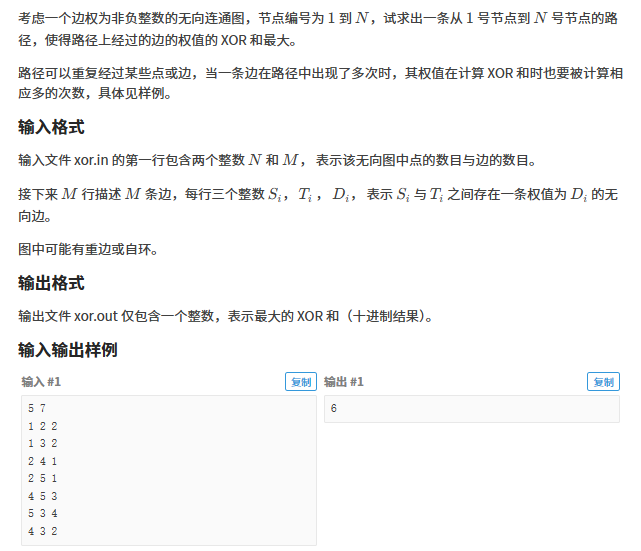 考虑一个边权为非负整数的无向连通图，节点编号为 1 到 N，试求出一条从 1 号节点到 N 号节点的路
径，使得路径上经过的边的权值的 XOR 和最大。
路径可以重复经过某些点或边，当一条边在路径中出现了多次时，其权值在计算 XOR 和时也要被计算相
应多的次数，具体见样例。
输入格式
输入文件 xor.in 的第一行包含两个整数 N 和 M， 表示该无向图中点的数目与边的数目。
接下来 M 行描述 M 条边，每行三个整数 Sᵢ， Tᵢ ， Dᵢ， 表示 Sᵢ 与 Tᵢ 之间存在一条权值为 Dᵢ 的无
向边。
图中可能有重边或自环。
输出格式
输出文件 xor.out 仅包含一个整数，表示最大的 XOR 和（十进制结果）。
输入输出样例
输入 #1 复制 输出 #1 复制
5 7 6
1 2 2
1 3 2
2 4 1
2 5 1
4 5 3
5 3 4
4 3 2